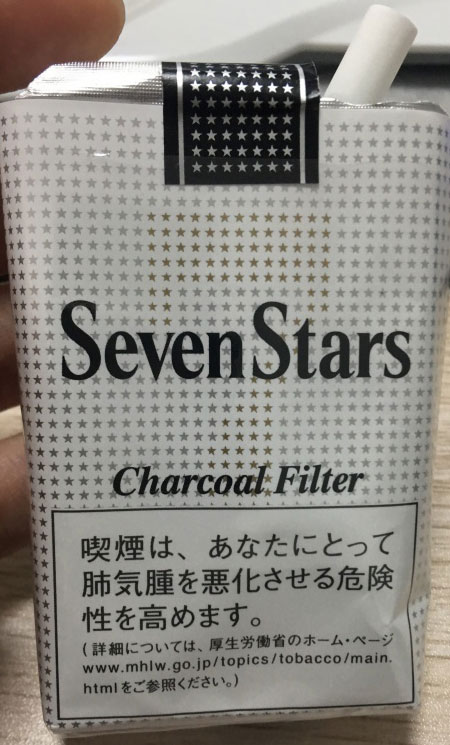 Seven Stars
Charcoal Filter
喫煙は、あなたにとって
肺気腫を悪化させる危険
性を高めます。
(詳細については、厚生労働省のホーム・ページ
www.mhlw.go.jp/topics/tobacco/main.
htmlをご参照ください。)